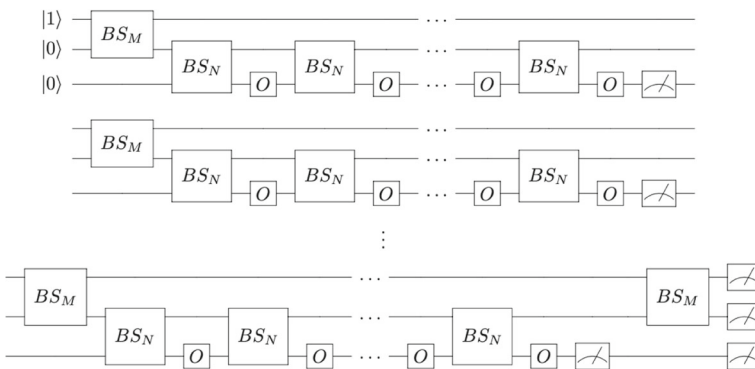 |1⟩ BS_M ···
|0⟩ BS_N BS_N ··· BS_N
|0⟩ O O ··· O O
BS_M ···
BS_N BS_N ··· BS_N
O O ··· O O
⋮
BS_M ··· BS_M
BS_N BS_N ··· BS_N
O O ··· O O